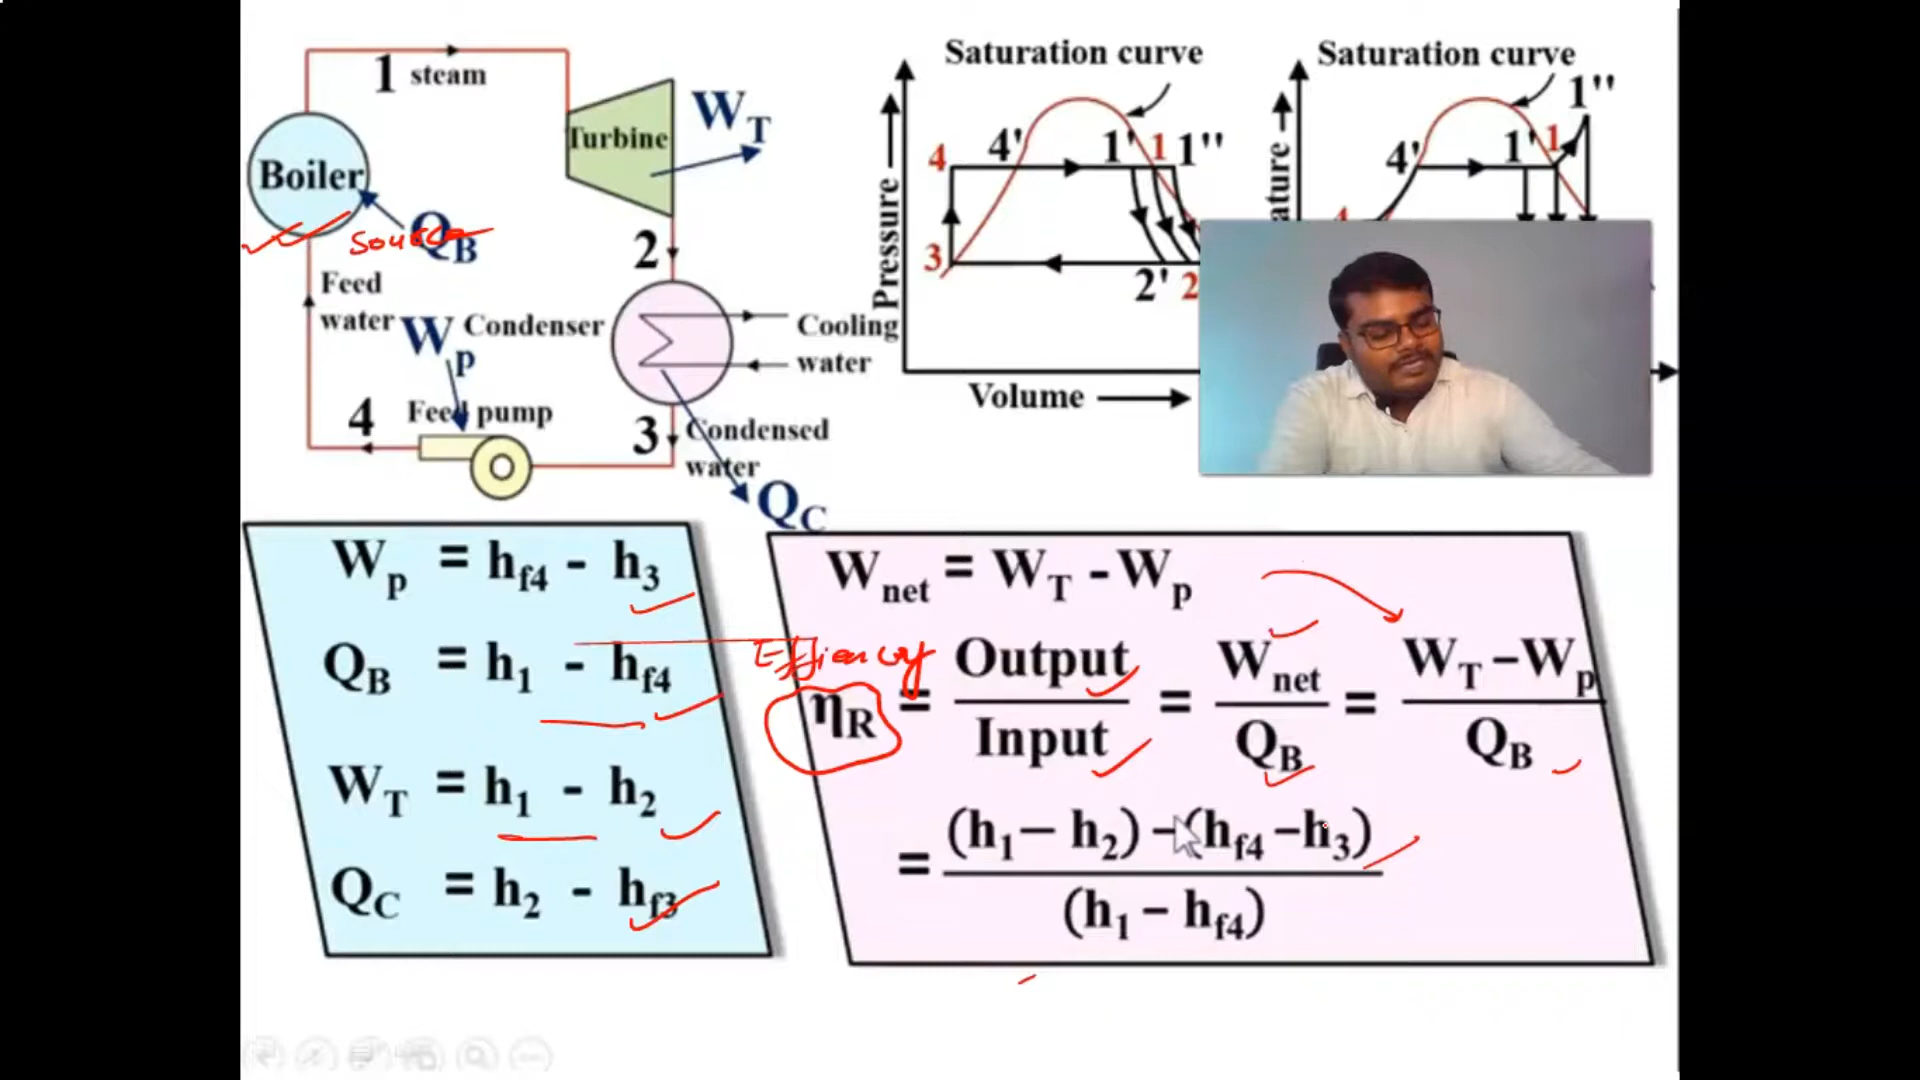 1 steam
Boiler
Turbine
W_T
Q_B
Source
2
Feed
water
W_p
Condenser
Cooling
water
4
Feed pump
3
Condensed
water
Q_C
Saturation curve
Pressure
4
4'
1'
1
1''
3
2'
2
Volume
Saturation curve
1''
4'
1'
1
W_p = h_f4 - h_3
Q_B = h_1 - h_f4
W_T = h_1 - h_2
Q_C = h_2 - h_f3
W_net = W_T - W_p
η_R = Output / Input = W_net / Q_B = W_T - W_p / Q_B
= (h_1 - h_2) - (h_f4 - h_3) / (h_1 - h_f4)